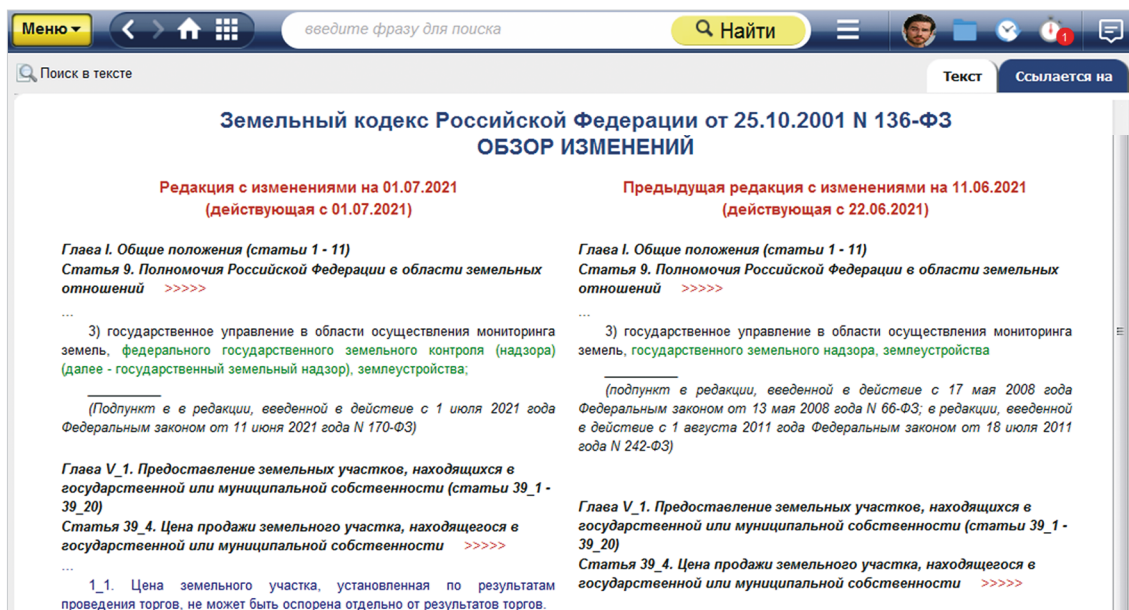 Меню
введите фразу для поиска
Найти
1
Поиск в тексте
Текст
Ссылается на
Земельный кодекс Российской Федерации от 25.10.2001 N 136-ФЗ
ОБЗОР ИЗМЕНЕНИЙ
Редакция с изменениями на 01.07.2021
(действующая с 01.07.2021)
Глава I. Общие положения (статьи 1 - 11)
Статья 9. Полномочия Российской Федерации в области земельных
отношений >>>>>
...
3) государственное управление в области осуществления мониторинга
земель, федерального государственного земельного контроля (надзора)
(далее - государственный земельный надзор), землеустройства;
(Подпункт в в редакции, введенной в действие с 1 июля 2021 года
Федеральным законом от 11 июня 2021 года N 170-ФЗ)
Глава V_1. Предоставление земельных участков, находящихся в
государственной или муниципальной собственности (статьи 39_1 -
39_20)
Статья 39_4. Цена продажи земельного участка, находящегося в
государственной или муниципальной собственности >>>>>
...
1_1. Цена земельного участка, установленная по результатам
проведения торгов, не может быть оспорена отдельно от результатов торгов.
Предыдущая редакция с изменениями на 11.06.2021
(действующая с 22.06.2021)
Глава I. Общие положения (статьи 1 - 11)
Статья 9. Полномочия Российской Федерации в области земельных
отношений >>>>>
...
3) государственное управление в области осуществления мониторинга
земель, государственного земельного надзора, землеустройства
(подпункт в редакции, введенной в действие с 17 мая 2008 года
Федеральным законом от 13 мая 2008 года N 66-ФЗ; в редакции, введенной
в действие с 1 августа 2011 года Федеральным законом от 18 июля 2011
года N 242-ФЗ)
Глава V_1. Предоставление земельных участков, находящихся в
государственной или муниципальной собственности (статьи 39_1 -
39_20)
Статья 39_4. Цена продажи земельного участка, находящегося в
государственной или муниципальной собственности >>>>>